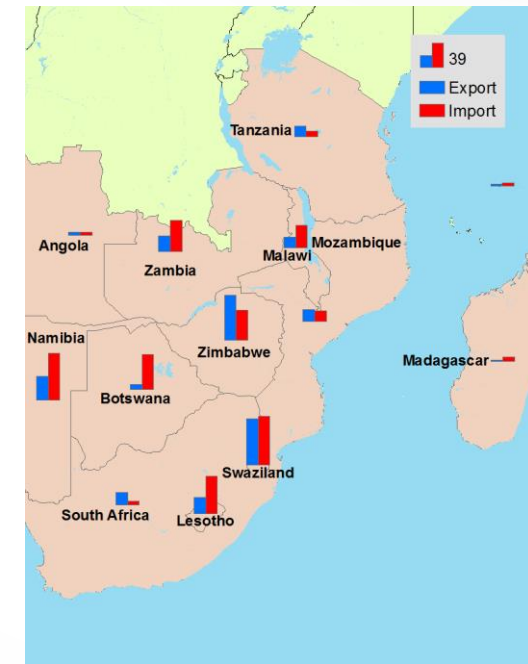 39
Export
Import
Tanzania
Angola
Zambia
Malawi
Mozambique
Zimbabwe
Namibia
Botswana
Madagascar
Swaziland
South Africa
Lesotho